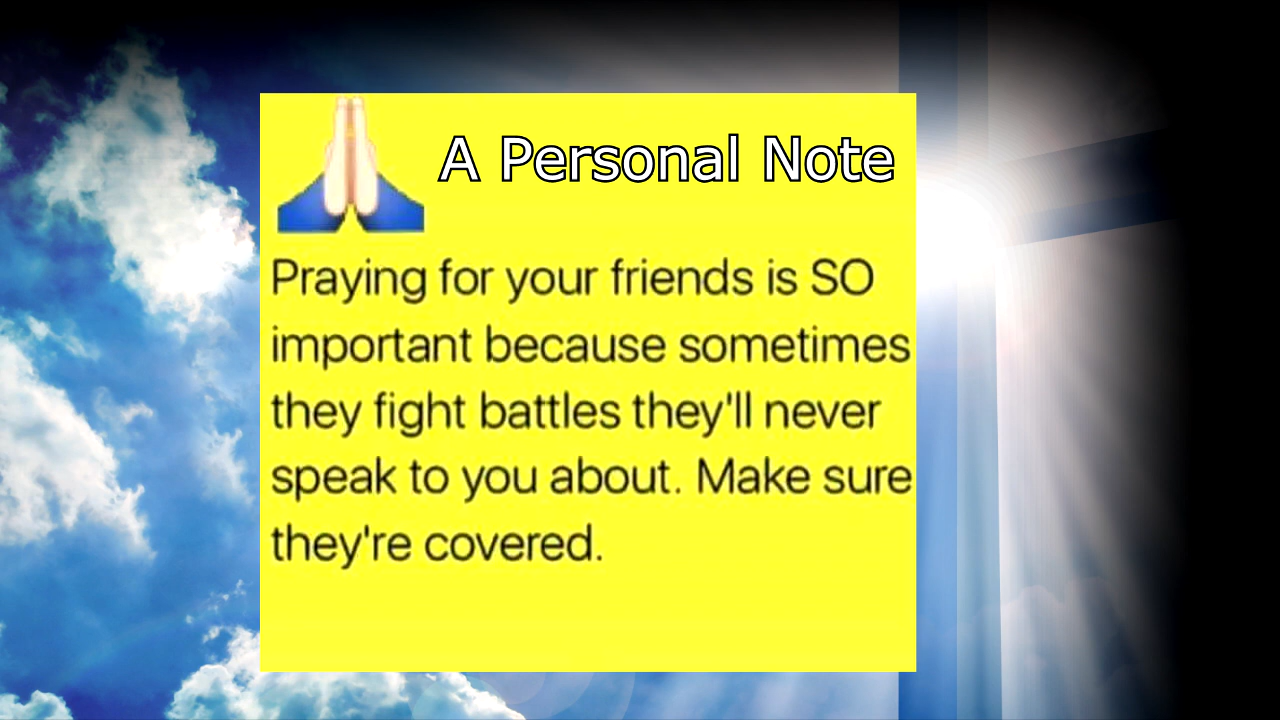 A Personal Note
Praying for your friends is SO
important because sometimes
they fight battles they'll never
speak to you about. Make sure
they're covered.